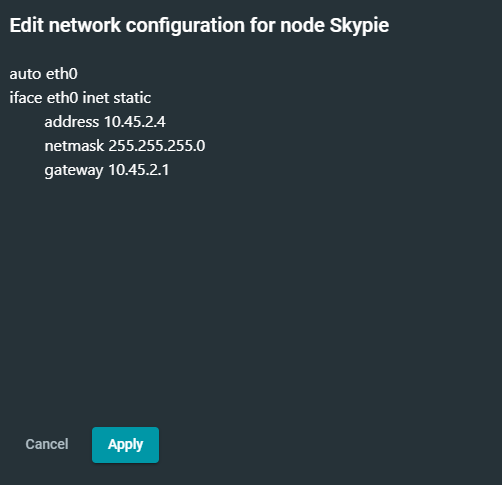 Edit network configuration for node Skypie
auto eth0
iface eth0 inet static
address 10.45.2.4
netmask 255.255.255.0
gateway 10.45.2.1
Cancel
Apply